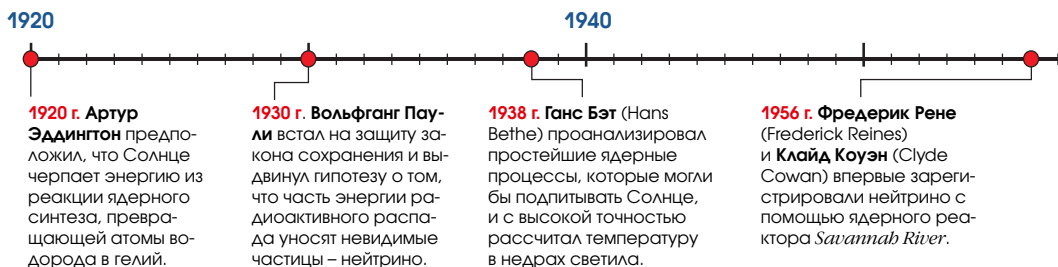 1920
1940
1920 г. Артур
Эддингтон предпо-
ложил, что Солнце
черпает энергию из
реакции ядерного
синтеза, превра-
щающей атомы во-
дорода в гелий.
1930 г. Вольфганг Пау-
ли встал на защиту за-
кона сохранения и вы-
двинул гипотезу о том,
что часть энергии ра-
диоактивного распа-
да уносят невидимые
частицы – нейтрино.
1938 г. Ганс Бэт (Hans
Bethe) проанализировал
простейшие ядерные
процессы, которые могли
бы подпитывать Солнце,
и с высокой точностью
рассчитал температуру
в недрах светила.
1956 г. Фредерик Рене
(Frederick Reines)
и Клайд Коуэн (Clyde
Cowan) впервые зареги-
стрировали нейтрино с
помощью ядерного реа-
ктора Savannah River.